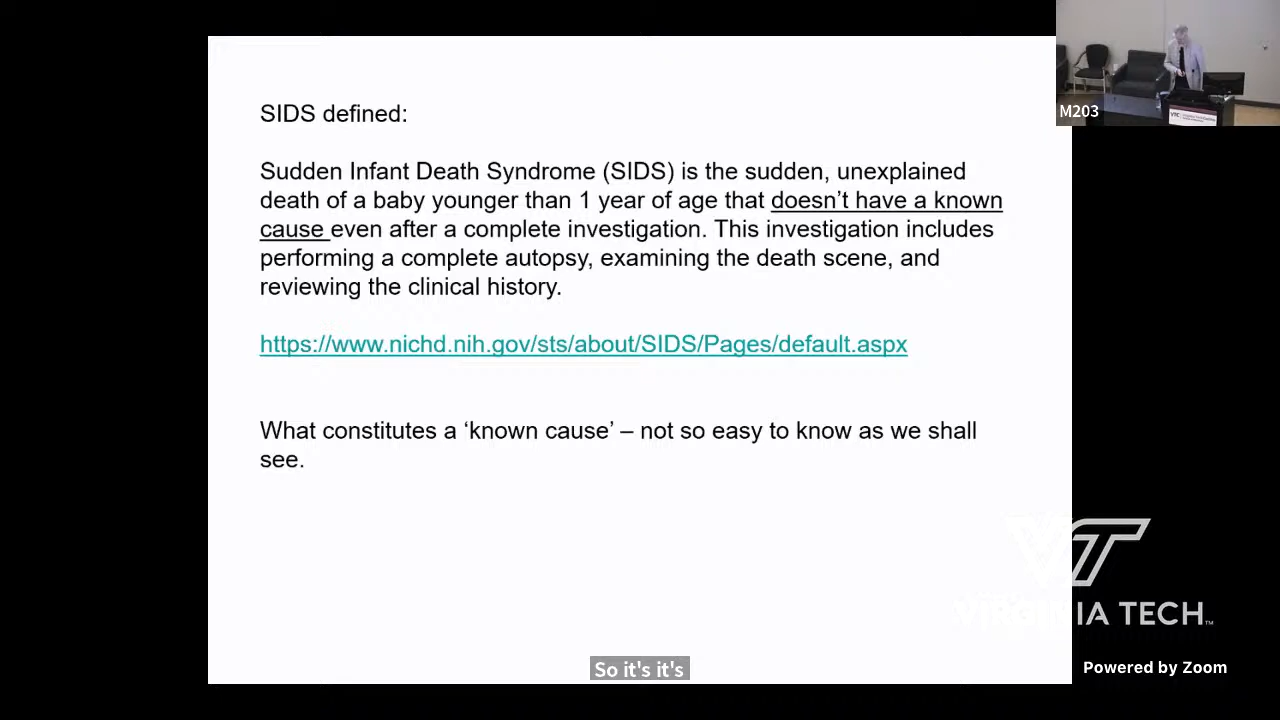 SIDS defined:
Sudden Infant Death Syndrome (SIDS) is the sudden, unexplained
death of a baby younger than 1 year of age that doesn’t have a known
cause even after a complete investigation. This investigation includes
performing a complete autopsy, examining the death scene, and
reviewing the clinical history.
https://www.nichd.nih.gov/sts/about/SIDS/Pages/default.aspx
What constitutes a ‘known cause’ – not so easy to know as we shall
see.
M203
VTC
VT
VIRGINIA TECH™
So it's it's
Powered by Zoom